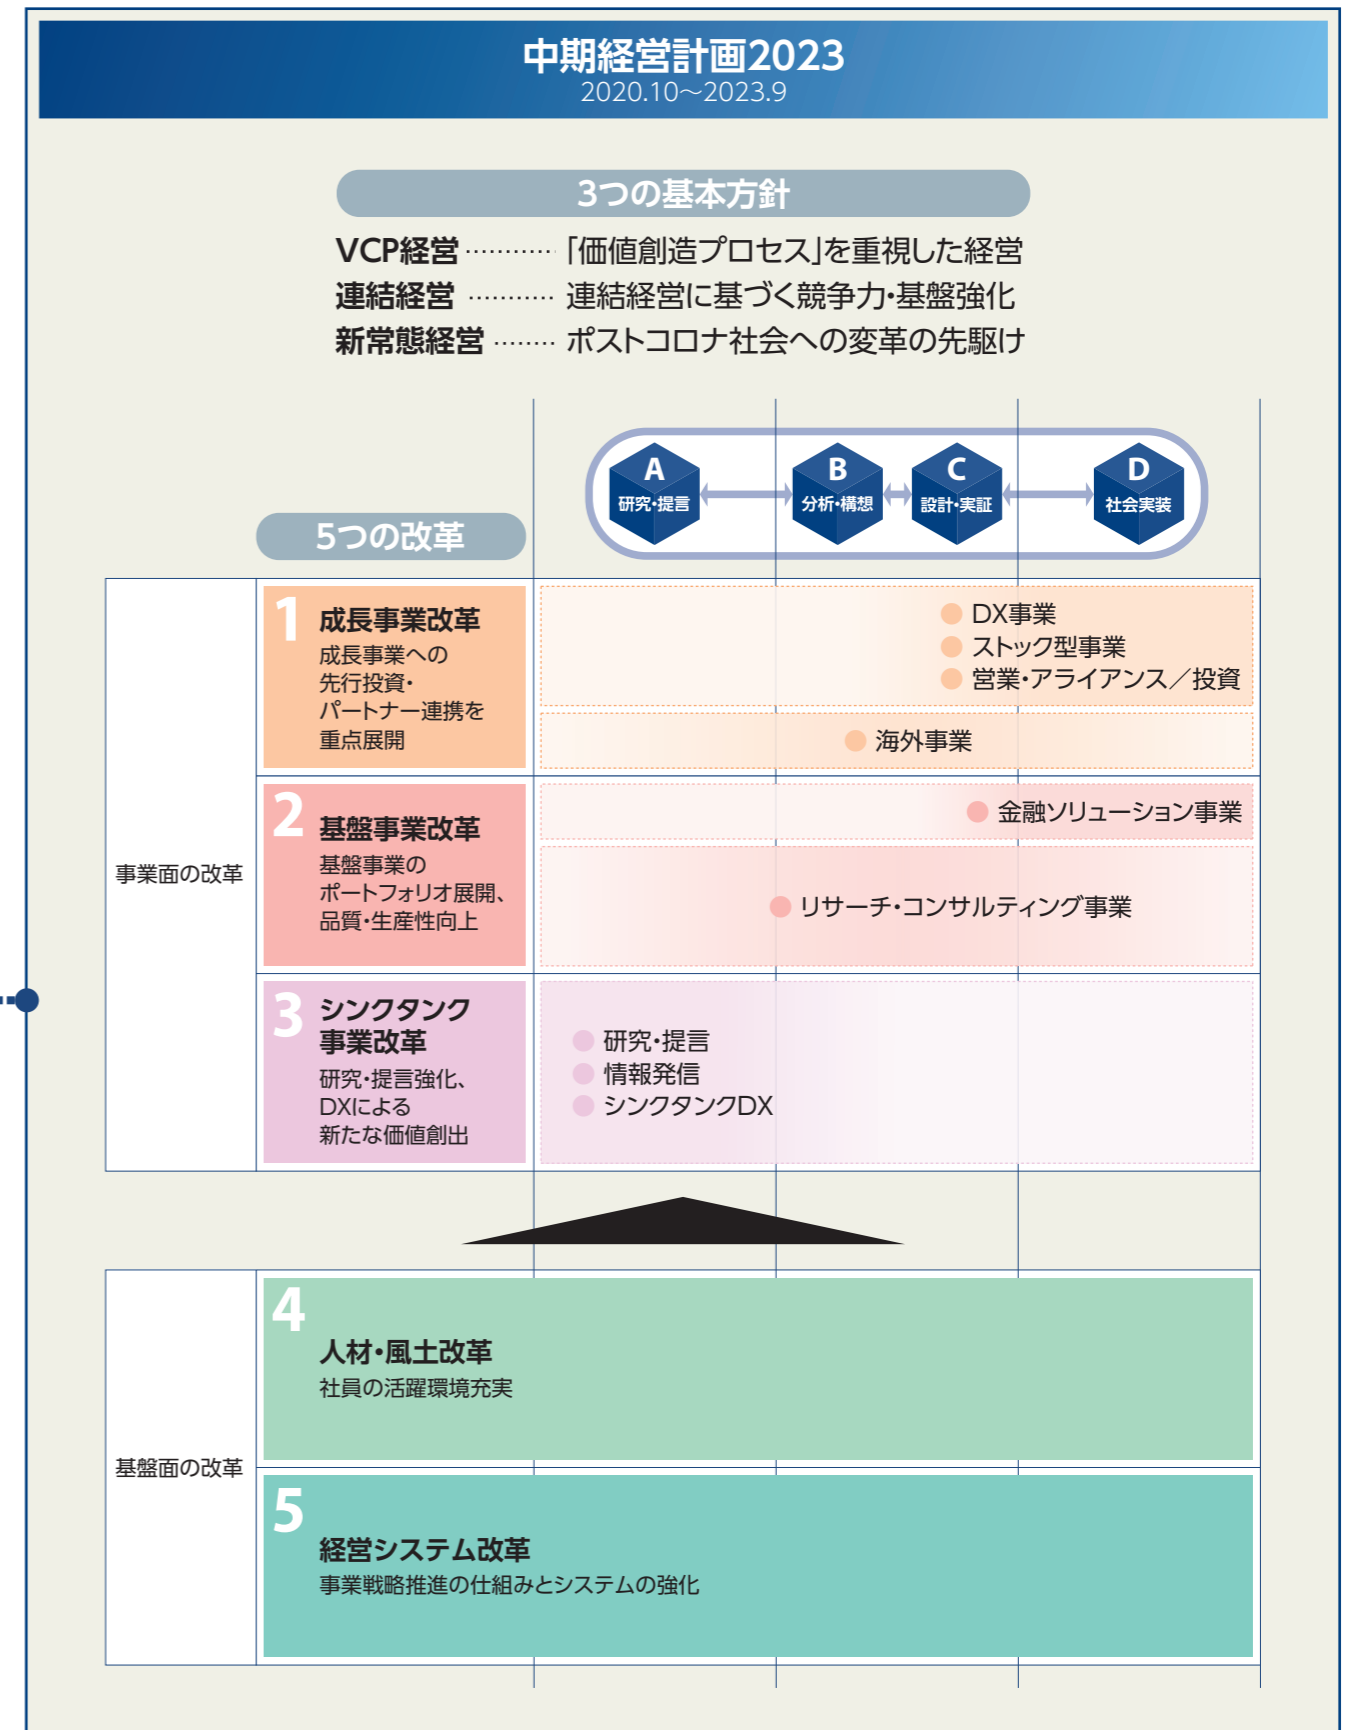 中期経営計画2023
2020.10～2023.9
3つの基本方針
VCP経営 ………… 「価値創造プロセス」を重視した経営
連結経営 ……… 連結経営に基づく競争力・基盤強化
新常態経営 …… ポストコロナ社会への変革の先駆け
A
研究・提言
B
分析・構想
C
設計・実証
D
社会実装
5つの改革
事業面の改革
1
成長事業改革
成長事業への
先行投資・
パートナー連携を
重点展開
DX事業
ストック型事業
営業・アライアンス／投資
海外事業
2
基盤事業改革
基盤事業の
ポートフォリオ展開、
品質・生産性向上
金融ソリューション事業
リサーチ・コンサルティング事業
3
シンクタンク
事業改革
研究・提言強化、
DXによる
新たな価値創出
研究・提言
情報発信
シンクタンクDX
基盤面の改革
4
人材・風土改革
社員の活躍環境充実
5
経営システム改革
事業戦略推進の仕組みとシステムの強化